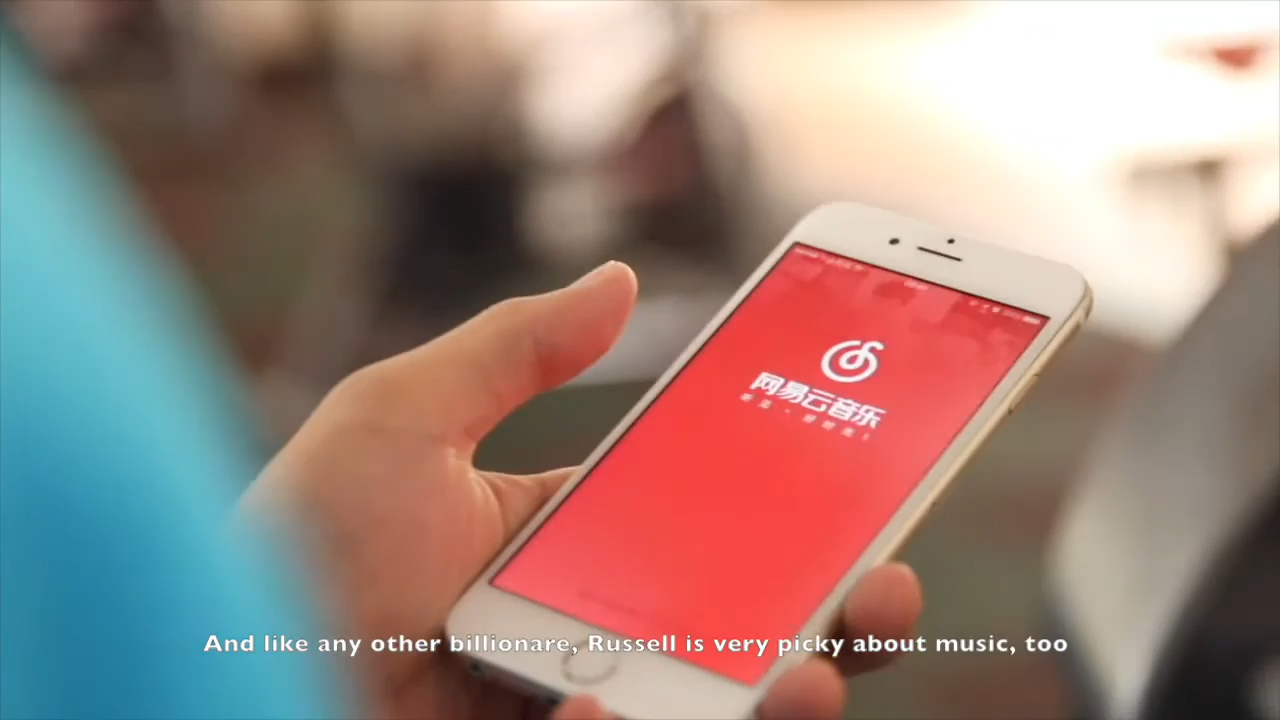 网易云音乐
And like any other billionare, Russell is very picky about music, too